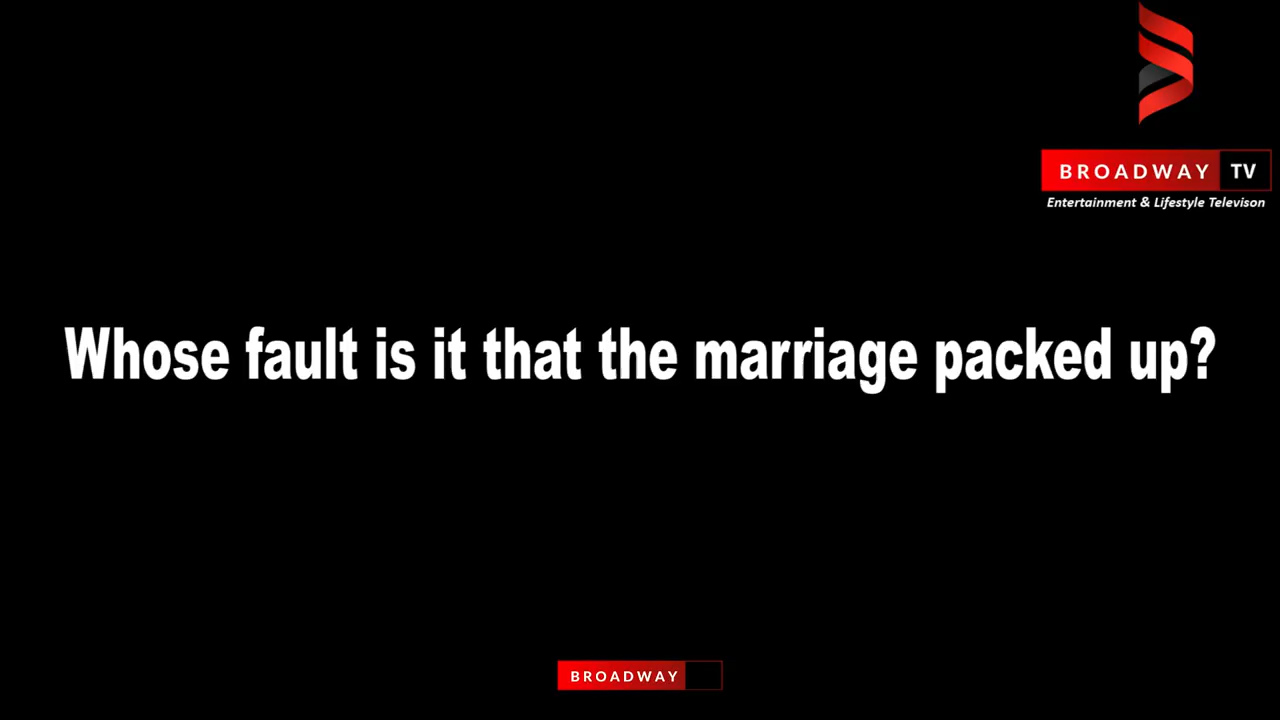 BROADWAY TV
Entertainment & Lifestyle Televison
Whose fault is it that the marriage packed up?
BROADWAY